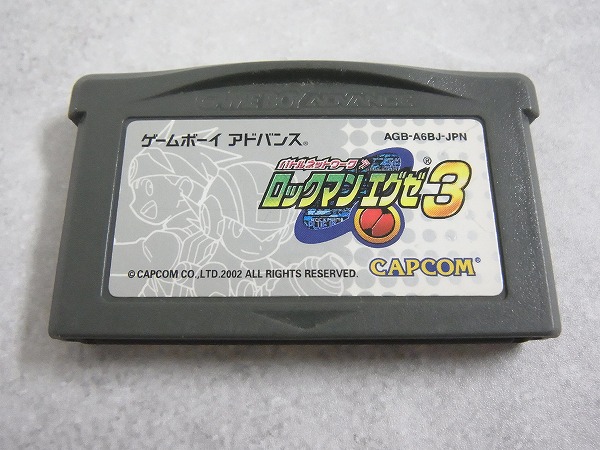 GAME BOY ADVANCE
ゲームボーイ アドバンス®
AGB-A6BJ-JPN
バトルネットワーク
ロックマンエグゼ3®
© CAPCOM CO., LTD. 2002 ALL RIGHTS RESERVED.
CAPCOM®